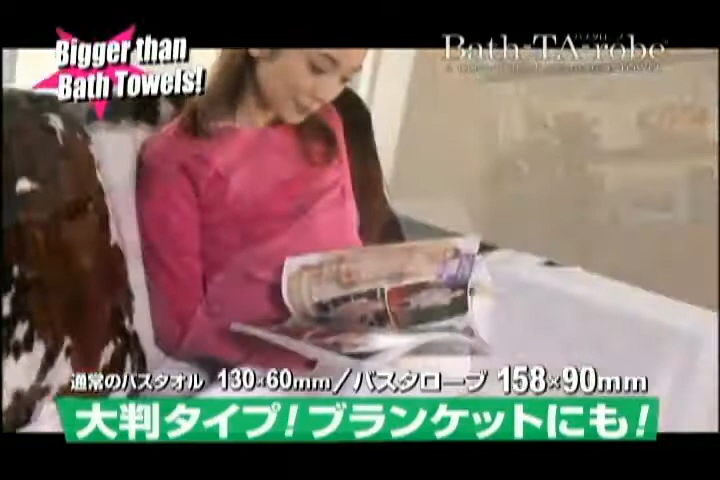 Bigger than
Bath Towels!
Bath-TA-robe
通常のバスタオル 130×60mm/バスタローブ 158×90mm
大判タイプ!ブランケットにも!